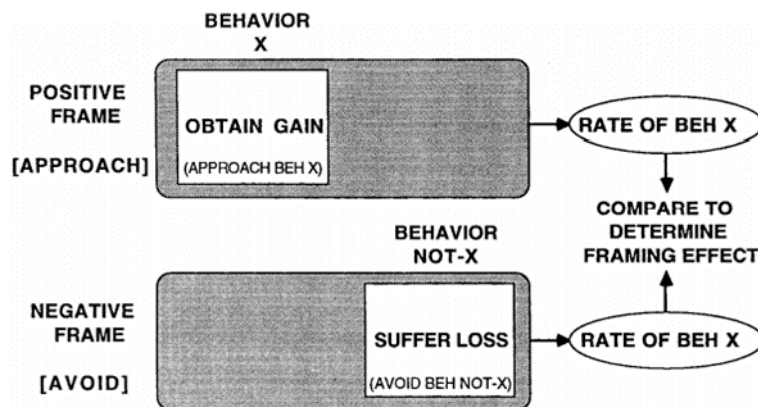 BEHAVIOR
X
POSITIVE
FRAME
[APPROACH]
OBTAIN GAIN
(APPROACH BEH X)
RATE OF BEH X
COMPARE TO
DETERMINE
FRAMING EFFECT
BEHAVIOR
NOT-X
NEGATIVE
FRAME
[AVOID]
SUFFER LOSS
(AVOID BEH NOT-X)
RATE OF BEH X